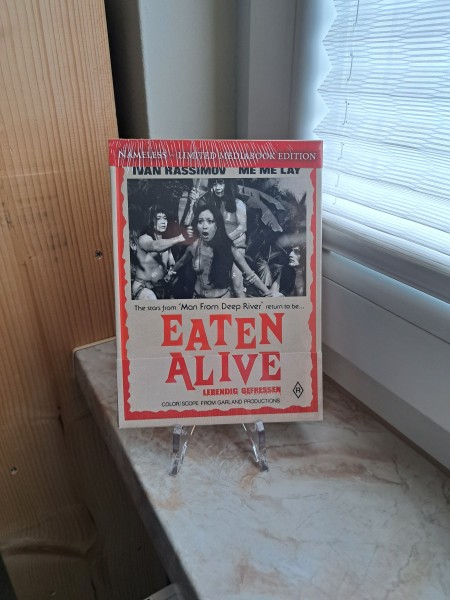 NAMELESS - LIMITED MEDIABOOK EDITION
IVAN RASSIMOV ME ME LAY
The stars from "Man From Deep River" return to be...
EATEN
ALIVE
LEBENDIG GEFRESSEN
R
COLOR/SCOPE FROM GARLAND PRODUCTIONS